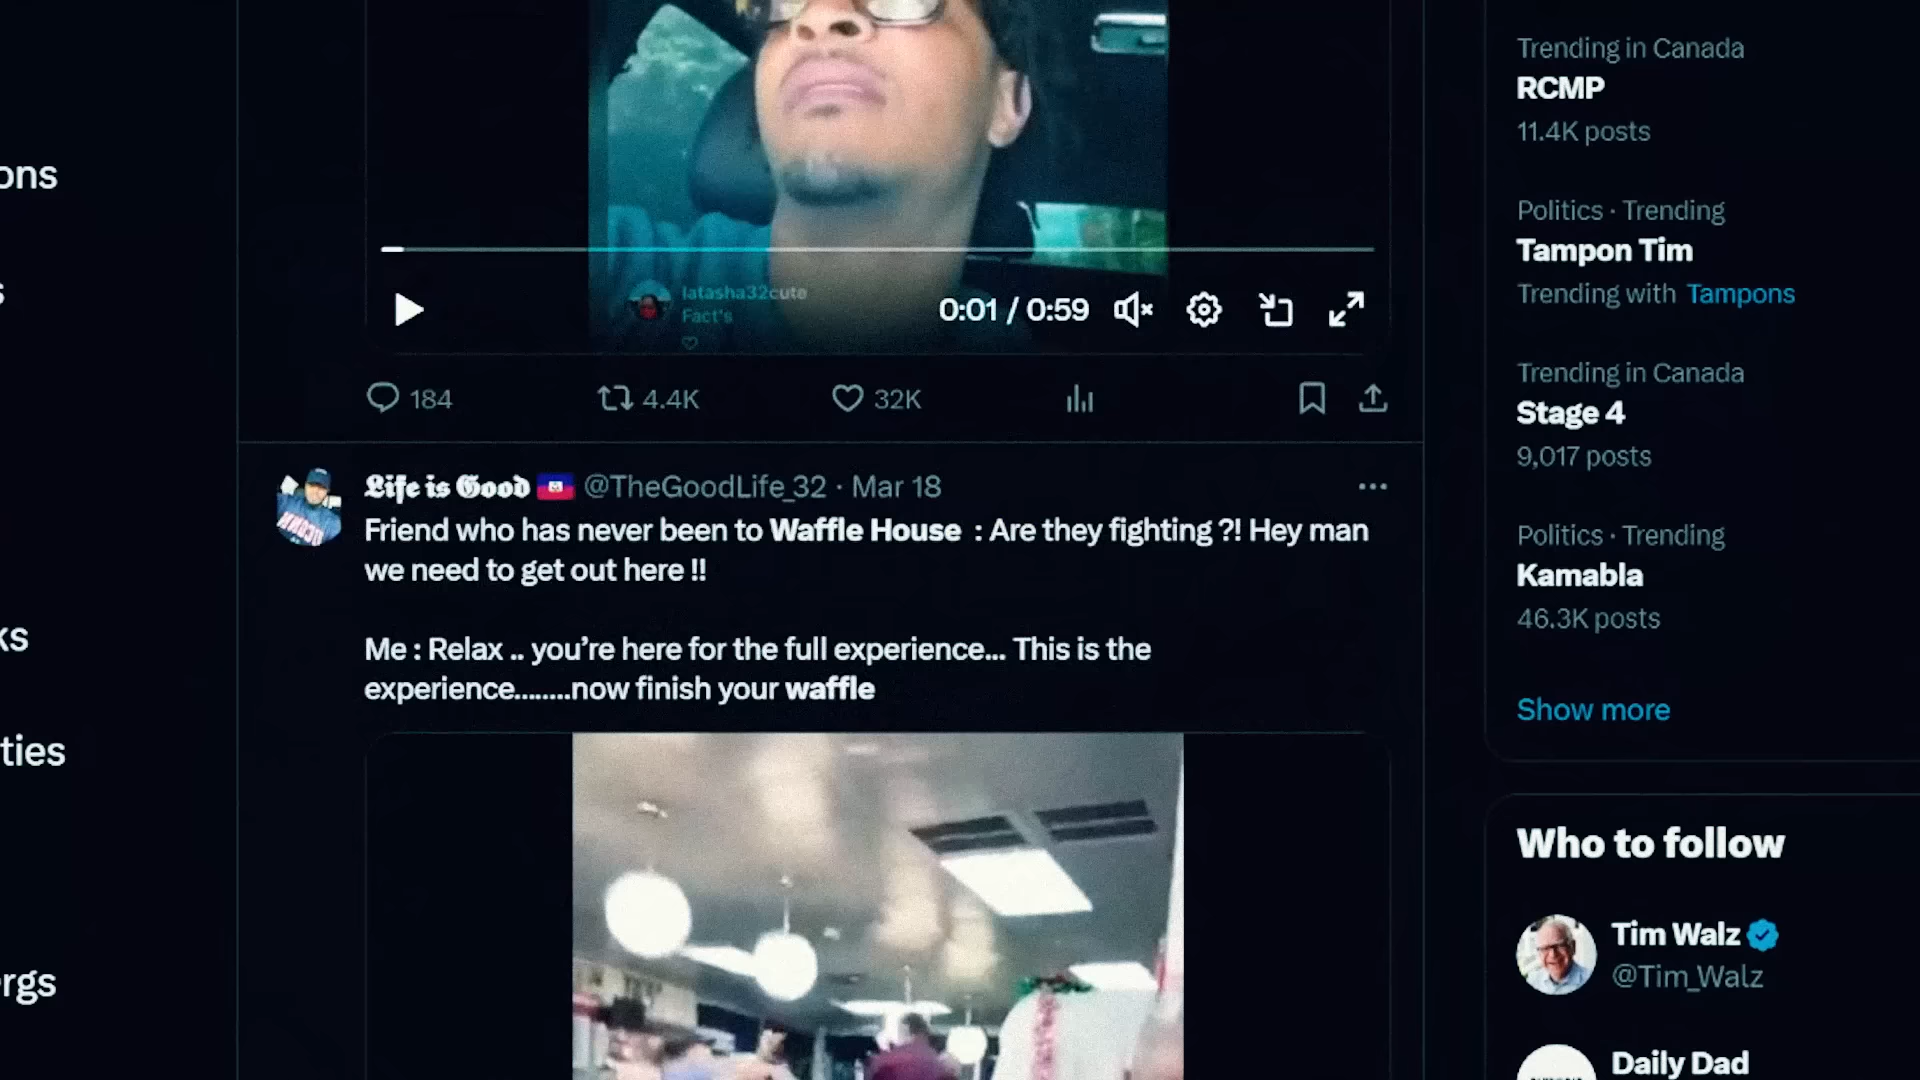 ons
s
ks
ties
ergs
latasha32cute
Fact's
0:01 / 0:59
184
4.4K
32K
Life is Good @TheGoodLife_32 · Mar 18
Friend who has never been to Waffle House : Are they fighting ?! Hey man
we need to get out here !!
Me : Relax .. you're here for the full experience... This is the
experience........now finish your waffle
Trending in Canada
RCMP
11.4K posts
Politics · Trending
Tampon Tim
Trending with Tampons
Trending in Canada
Stage 4
9,017 posts
Politics · Trending
Kamabla
46.3K posts
Show more
Who to follow
Tim Walz
@Tim_Walz
Daily Dad